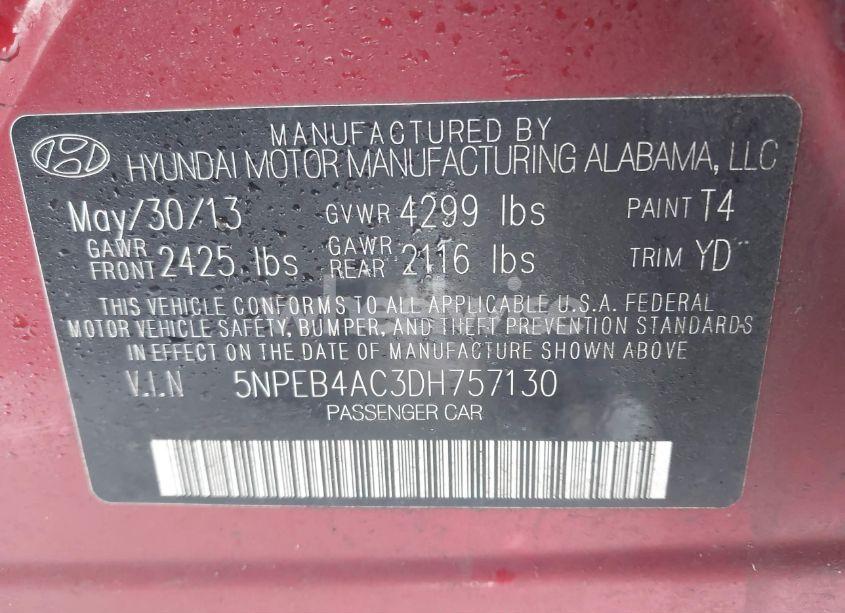 MANUFACTURED BY
HYUNDAI MOTOR MANUFACTURING ALABAMA, LLC
May/30/13 GVWR 4299 lbs PAINT T4
GAWR FRONT 2425 lbs GAWR REAR 2116 lbs TRIM YD
THIS VEHICLE CONFORMS TO ALL APPLICABLE U.S.A. FEDERAL
MOTOR VEHICLE SAFETY, BUMPER, AND THEFT PREVENTION STANDARDS
IN EFFECT ON THE DATE OF MANUFACTURE SHOWN ABOVE.
V.I.N 5NPEB4AC3DH757130
PASSENGER CAR